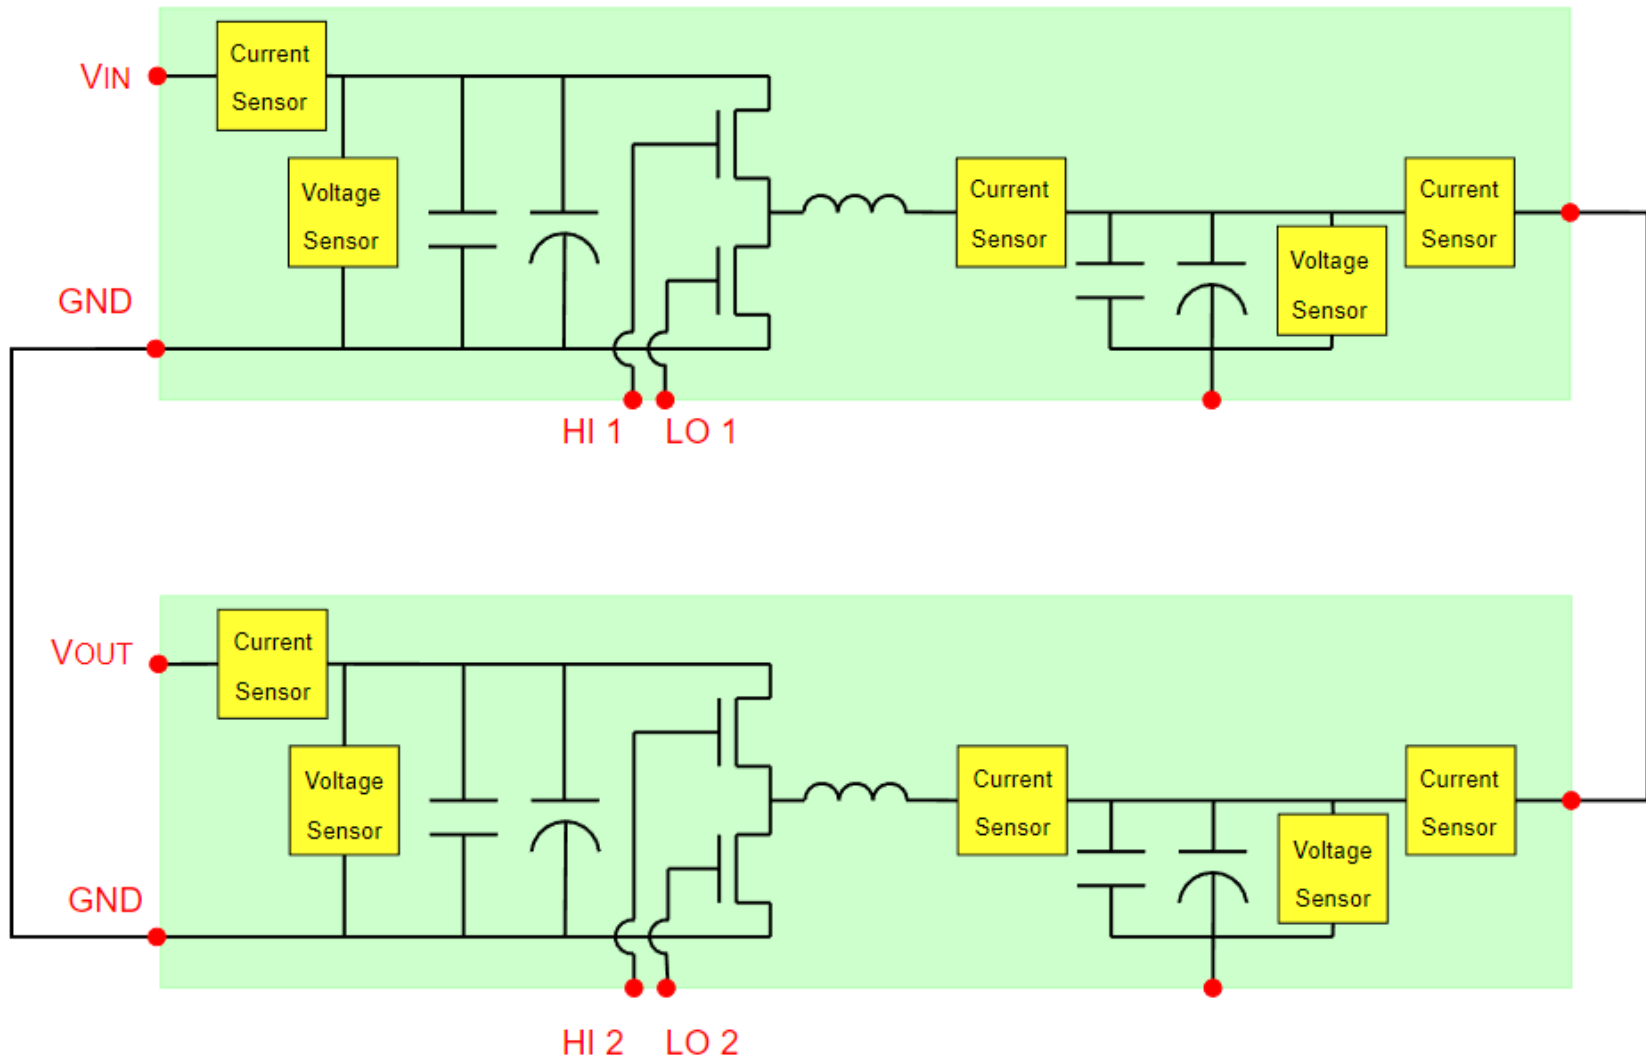 Current
Sensor
VIN
Voltage
Sensor
Current
Sensor
Current
Sensor
Voltage
Sensor
GND
HI 1
LO 1
Current
Sensor
VOUT
Voltage
Sensor
Current
Sensor
Current
Sensor
Voltage
Sensor
GND
HI 2
LO 2